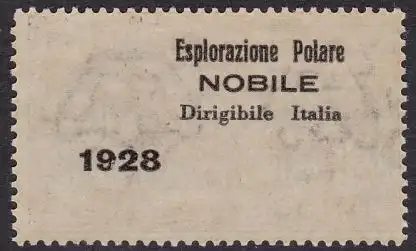 Esplorazione Polare
NOBILE
Dirigibile Italia
1928